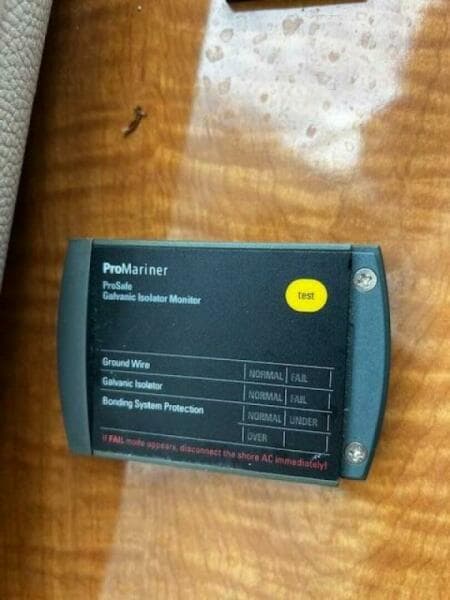 ProMariner
ProSafe
Galvanic Isolator Monitor
test
Ground Wire NORMAL FAIL
Galvanic Isolator NORMAL FAIL
Bonding System Protection NORMAL UNDER
OVER
If FAIL mode appears, disconnect the shore AC immediately!